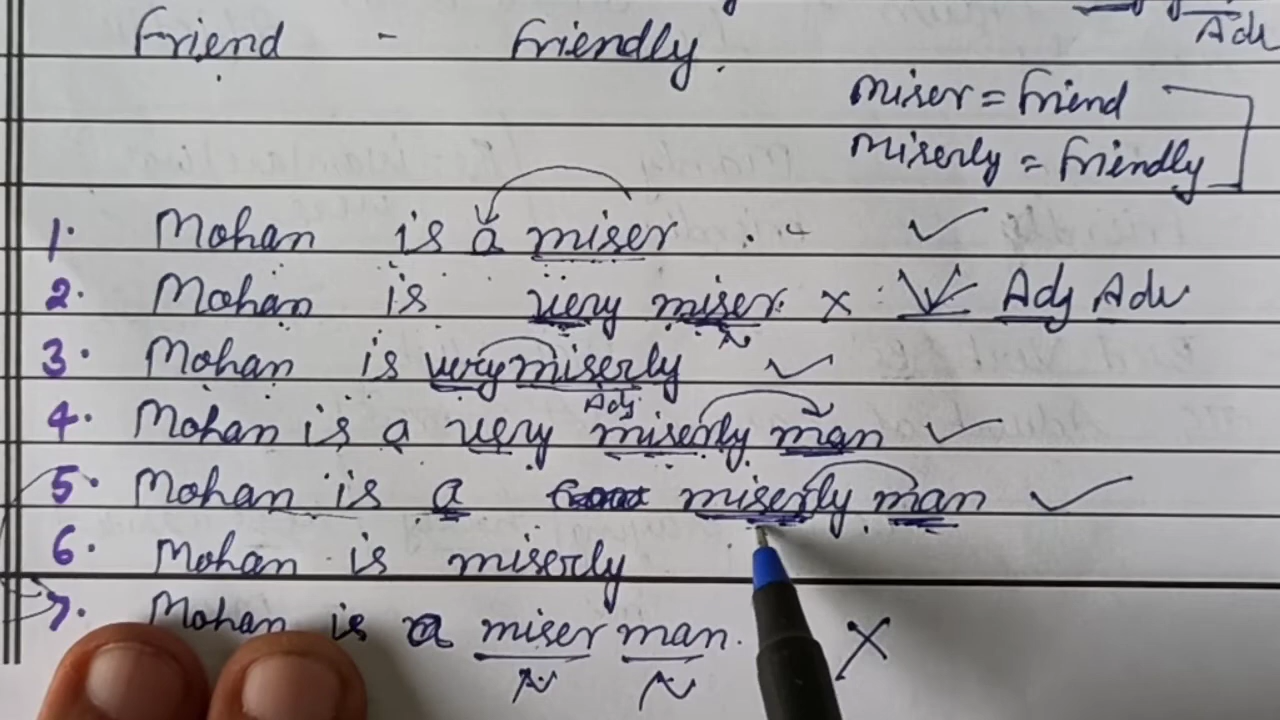 Adv
Friend - Friendly.
miser = Friend
miserly = Friendly
1. Mohan is a miser. ✓
2. Mohan is very miser. × Adj Adv
N
3. Mohan is very miserly ✓
Adj
4. Mohan is a very miserly man ✓
5. Mohan is a miserly man ✓
6. Mohan is miserly
7. Mohan is a miser man. ×
N N